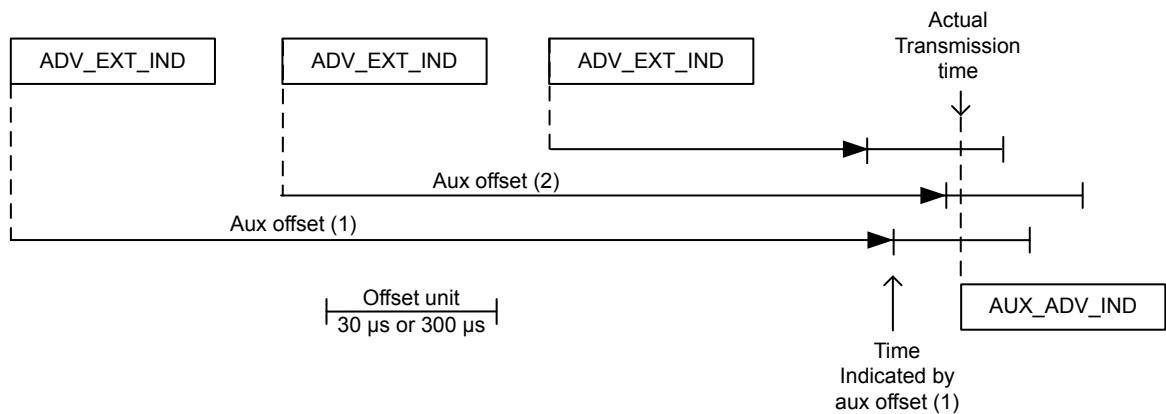 ADV_EXT_IND
ADV_EXT_IND
ADV_EXT_IND
Actual
Transmission
time
Aux offset (2)
Aux offset (1)
Offset unit
30 µs or 300 µs
AUX_ADV_IND
Time
Indicated by
aux offset (1)